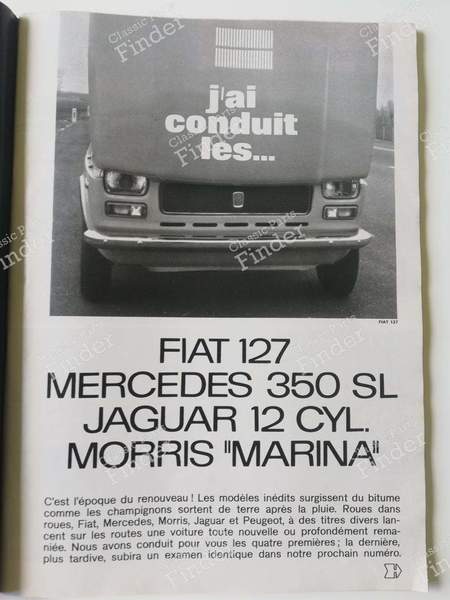 j'ai
conduit
les...
FIAT 127
FIAT 127
MERCEDES 350 SL
JAGUAR 12 CYL.
MORRIS "MARINA"
C'est l'époque du renouveau ! Les modèles inédits surgissent du bitume
comme les champignons sortent de terre après la pluie. Roues dans
roues, Fiat, Mercedes, Morris, Jaguar et Peugeot, à des titres divers lan-
cent sur les routes une voiture toute nouvelle ou profondément rema-
niée. Nous avons conduit pour vous les quatre premières ; la dernière,
plus tardive, subira un examen identique dans notre prochain numéro.
Classic Parts
Finder